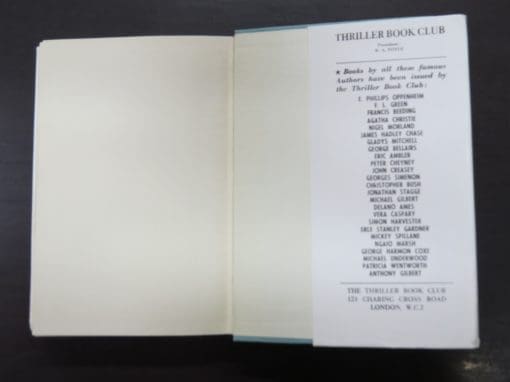 THRILLER BOOK CLUB
President:
W. A. FOYLE
★ Books by all these famous
Authors have been issued by
the Thriller Book Club:
E. PHILLIPS OPPENHEIM
F. L. GREEN
FRANCIS BEEDING
AGATHA CHRISTIE
NIGEL MORLAND
JAMES HADLEY CHASE
GLADYS MITCHELL
GEORGE BELLAIRS
ERIC AMBLER
PETER CHEYNEY
JOHN CREASEY
GEORGES SIMENON
CHRISTOPHER BUSH
JONATHAN STAGGE
MICHAEL GILBERT
DELANO AMES
VERA CASPARY
SIMON HARVESTER
ERLE STANLEY GARDNER
MICKEY SPILLANE
NGAIO MARSH
GEORGE HARMON COXE
MICHAEL UNDERWOOD
PATRICIA WENTWORTH
ANTHONY GILBERT
THE THRILLER BOOK CLUB
121 CHARING CROSS ROAD
LONDON, W.C.2